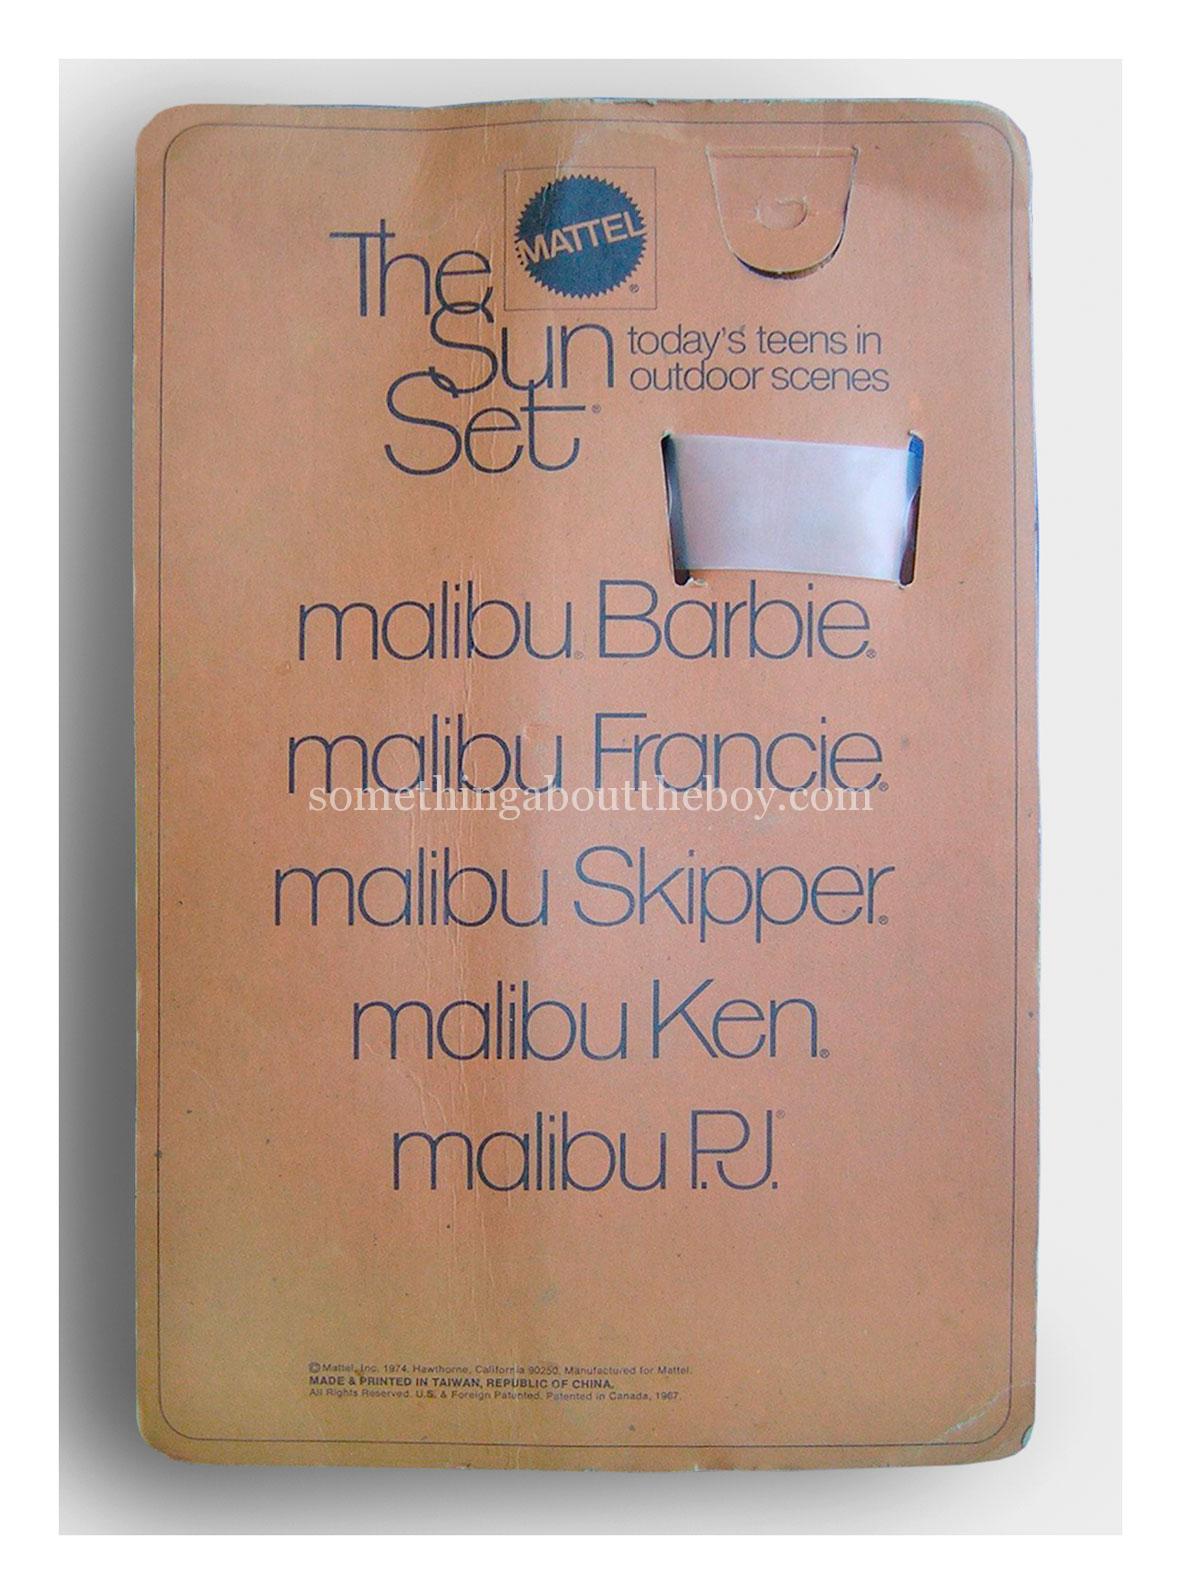 The
Sun
Set®
MATTEL
®
today's teens in
outdoor scenes
malibu® Barbie®
malibu Francie®
somethingabouttheboy.com
malibu Skipper®
malibu Ken®
malibu P.J.®
©Mattel, Inc. 1974, Hawthorne, California 90250. Manufactured for Mattel.
MADE & PRINTED IN TAIWAN, REPUBLIC OF CHINA.
All Rights Reserved. U.S. & Foreign Patented. Patented in Canada, 1967.